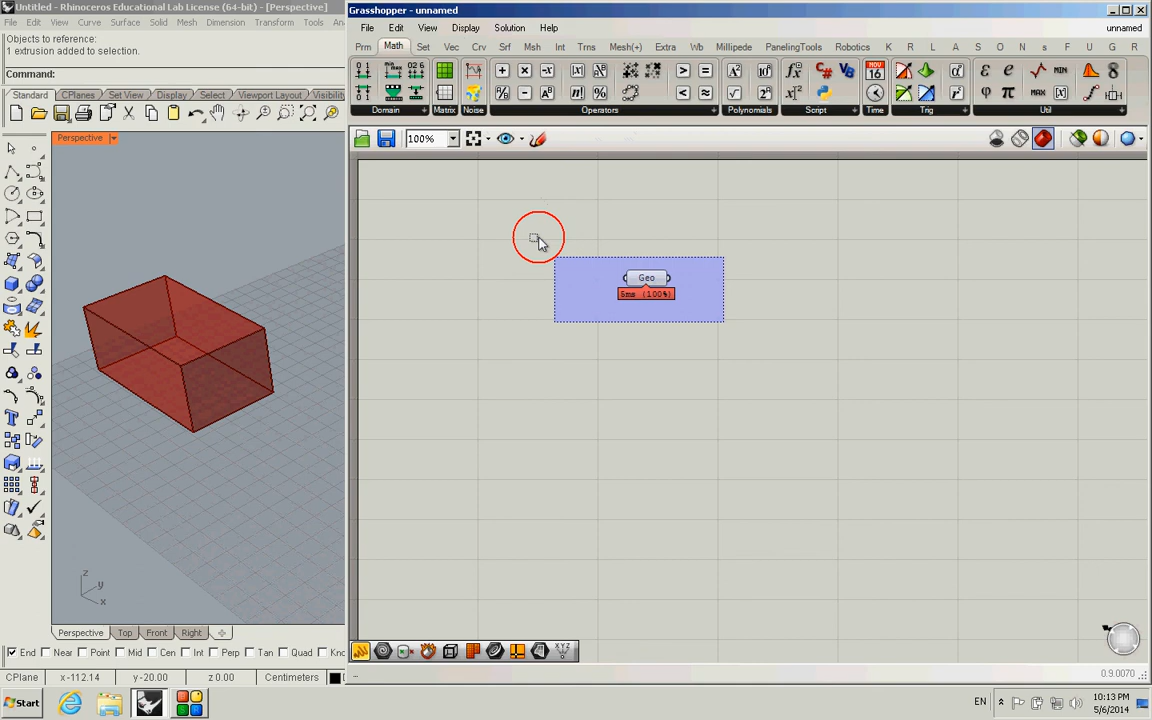 Untitled - Rhinoceros Educational Lab License (64-bit) - [Perspective]
File Edit View Curve Surface Solid Mesh Dimension Transform Tools An
Objects to reference:
1 extrusion added to selection.
Command:
Standard CPlanes Set View Display Select Viewport Layout Visibility
Perspective
z
y
x
Perspective Top Front Right
End Near Point Mid Cen Int Perp Tan Quad Kno
CPlane x-112.14 y-20.00 z 0.00 Centimeters
Grasshopper - unnamed
File Edit View Display Solution Help unnamed
Prm Math Set Vec Crv Srf Msh Int Trns Mesh(+) Extra Wb Millipede PanelingTools Robotics K R L A U S O N s F M U G R
Domain Matrix Noise Operators Polynomials Script Time Trig Util
100%
Geo
5ms (100%)
XYZ
0.9.0070
Start
EN
10:13 PM
5/6/2014